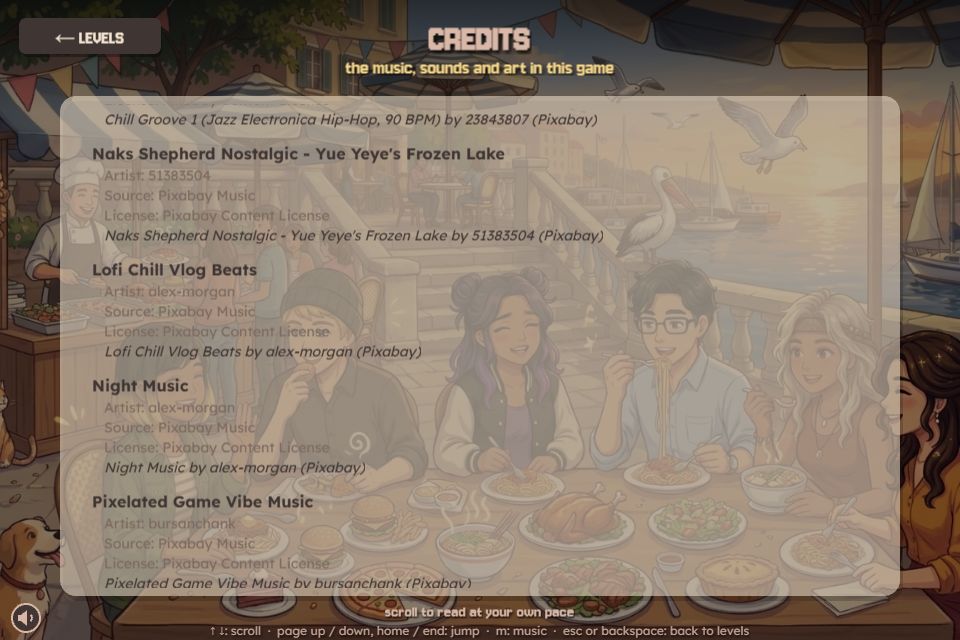 ← LEVELS
CREDITS
the music, sounds and art in this game
Chill Groove 1 (Jazz Electronica Hip-Hop, 90 BPM) by 23843807 (Pixabay)
Naks Shepherd Nostalgic - Yue Yeye's Frozen Lake
Artist: 51383504
Source: Pixabay Music
License: Pixabay Content License
Naks Shepherd Nostalgic - Yue Yeye's Frozen Lake by 51383504 (Pixabay)
Lofi Chill Vlog Beats
Artist: alex-morgan
Source: Pixabay Music
License: Pixabay Content License
Lofi Chill Vlog Beats by alex-morgan (Pixabay)
Night Music
Artist: alex-morgan
Source: Pixabay Music
License: Pixabay Content License
Night Music by alex-morgan (Pixabay)
Pixelated Game Vibe Music
Artist: bursanchank
Source: Pixabay Music
License: Pixabay Content License
Pixelated Game Vibe Music by bursanchank (Pixabay)
scroll to read at your own pace
↑ ↓: scroll · page up / down, home / end: jump · m: music · esc or backspace: back to levels